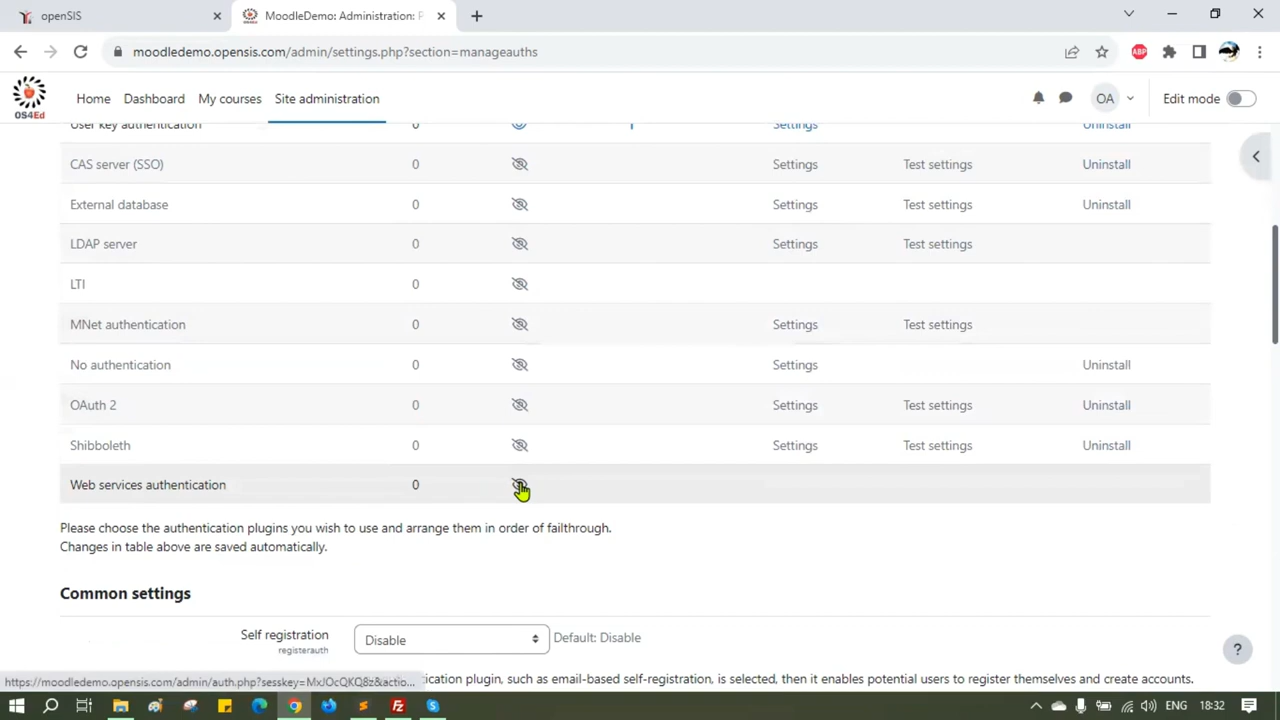 openSIS
MoodleDemo: Administration: P
moodledemo.opensis.com/admin/settings.php?section=manageauths
ABP
OS4Ed
Home Dashboard My courses Site administration
OA
Edit mode
User key authentication 0 Settings Uninstall
CAS server (SSO) 0 Settings Test settings Uninstall
External database 0 Settings Test settings Uninstall
LDAP server 0 Settings Test settings
LTI 0
MNet authentication 0 Settings Test settings
No authentication 0 Settings Uninstall
OAuth 2 0 Settings Test settings Uninstall
Shibboleth 0 Settings Test settings Uninstall
Web services authentication 0
Please choose the authentication plugins you wish to use and arrange them in order of failthrough.
Changes in table above are saved automatically.
Common settings
Self registration Disable Default: Disable
registerauth
?
https://moodledemo.opensis.com/admin/auth.php?sesskey=MxJOcQKQ8z&actio...
cation plugin, such as email-based self-registration, is selected, then it enables potential users to register themselves and create accounts.
ENG 18:32